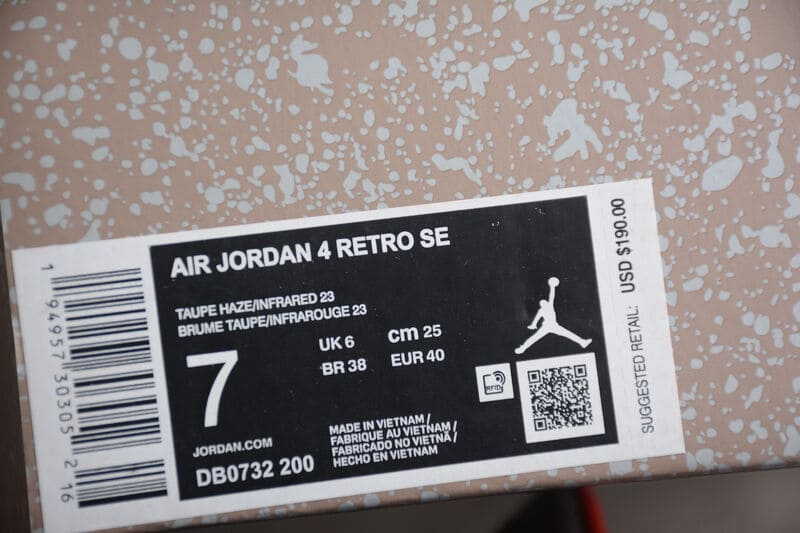 AIR JORDAN 4 RETRO SE
TAUPE HAZE/INFRARED 23
BRUME TAUPE/INFRAROUGE 23
7
UK 6
cm 25
BR 38
EUR 40
RFID
JORDAN.COM
DB0732 200
MADE IN VIETNAM /
FABRIQUE AU VIETNAM /
FABRICADO NO VIETNÃ /
HECHO EN VIETNAM
1 94957 30305 2 16
SUGGESTED RETAIL: USD $190.00